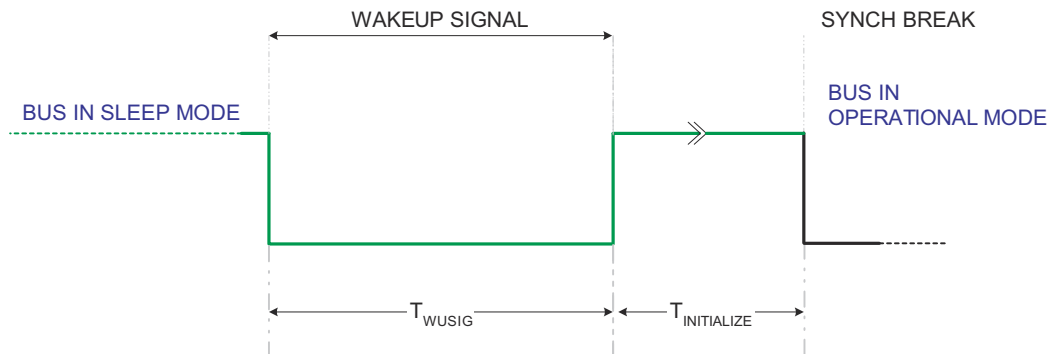 WAKEUP SIGNAL
SYNCH BREAK
BUS IN SLEEP MODE
BUS IN
OPERATIONAL MODE
TWUSIG
TINITIALIZE